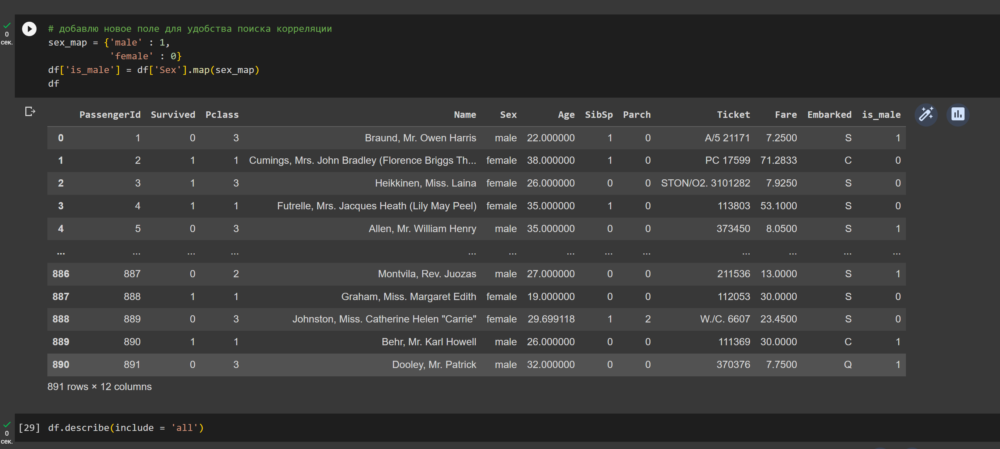 # добавлю новое поле для удобства поиска корреляции
0
сек.
sex_map = {'male' : 1,
'female' : 0}
df['is_male'] = df['Sex'].map(sex_map)
df
PassengerId Survived Pclass Name Sex Age SibSp Parch Ticket Fare Embarked is_male
0 1 0 3 Braund, Mr. Owen Harris male 22.000000 1 0 A/5 21171 7.2500 S 1
1 2 1 1 Cumings, Mrs. John Bradley (Florence Briggs Th... female 38.000000 1 0 PC 17599 71.2833 C 0
2 3 1 3 Heikkinen, Miss. Laina female 26.000000 0 0 STON/O2. 3101282 7.9250 S 0
3 4 1 1 Futrelle, Mrs. Jacques Heath (Lily May Peel) female 35.000000 1 0 113803 53.1000 S 0
4 5 0 3 Allen, Mr. William Henry male 35.000000 0 0 373450 8.0500 S 1
... ... ... ... ... ... ... ... ... ... ... ... ...
886 887 0 2 Montvila, Rev. Juozas male 27.000000 0 0 211536 13.0000 S 1
887 888 1 1 Graham, Miss. Margaret Edith female 19.000000 0 0 112053 30.0000 S 0
888 889 0 3 Johnston, Miss. Catherine Helen "Carrie" female 29.699118 1 2 W./C. 6607 23.4500 S 0
889 890 1 1 Behr, Mr. Karl Howell male 26.000000 0 0 111369 30.0000 C 1
890 891 0 3 Dooley, Mr. Patrick male 32.000000 0 0 370376 7.7500 Q 1
891 rows × 12 columns
[29] df.describe(include = 'all')
0
сек.